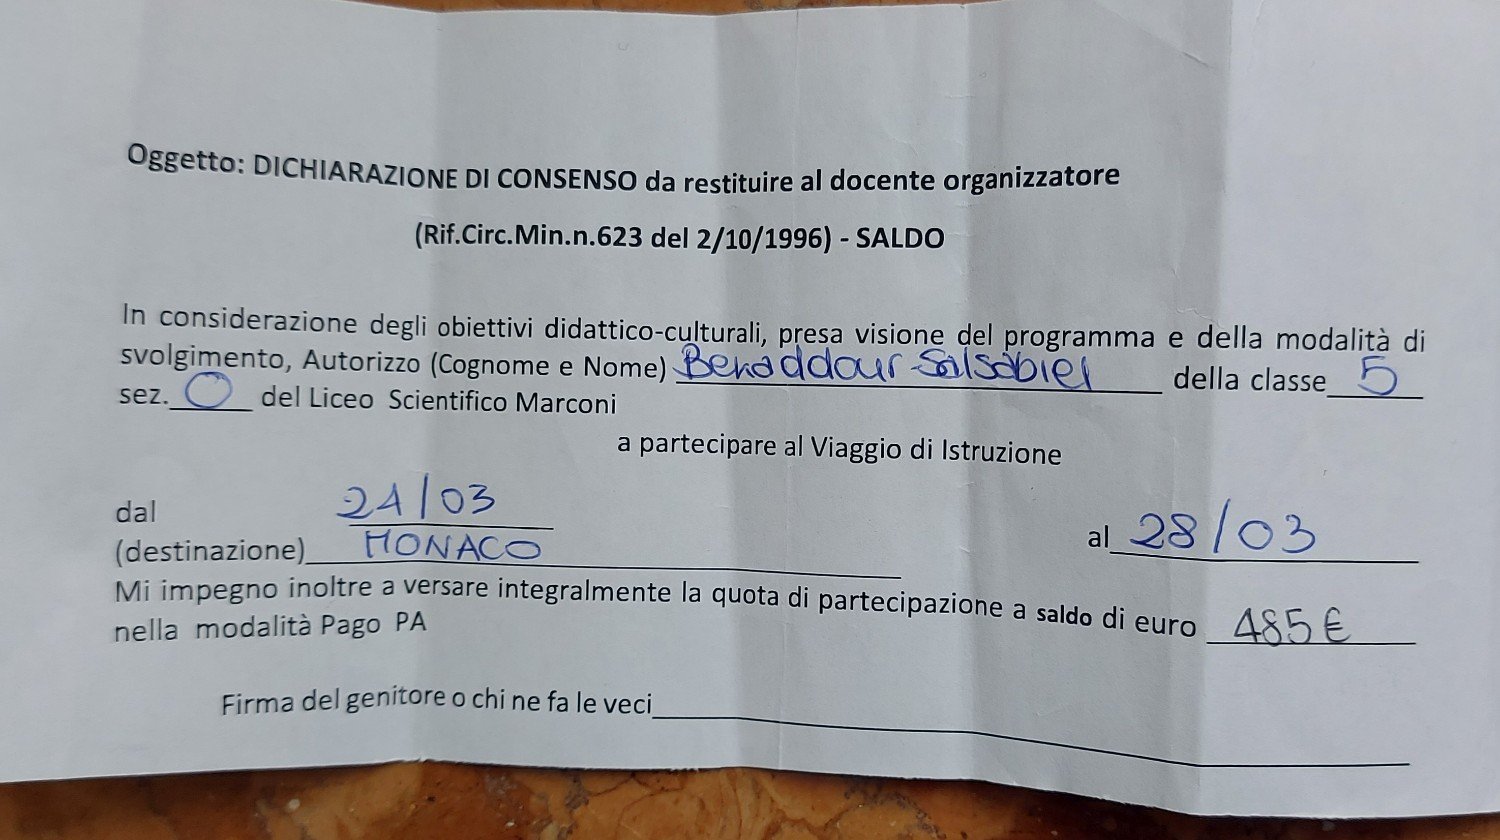 Oggetto: DICHIARAZIONE DI CONSENSO da restituire al docente organizzatore
(Rif.Circ.Min.n.623 del 2/10/1996) - SALDO
In considerazione degli obiettivi didattico-culturali, presa visione del programma e della modalità di
svolgimento, Autorizzo (Cognome e Nome) Benaddour Salsabiel della classe 5
sez. O del Liceo Scientifico Marconi
a partecipare al Viaggio di Istruzione
dal 24/03 al 28/03
(destinazione) MONACO
Mi impegno inoltre a versare integralmente la quota di partecipazione a saldo di euro 485€
nella modalità Pago PA
Firma del genitore o chi ne fa le veci